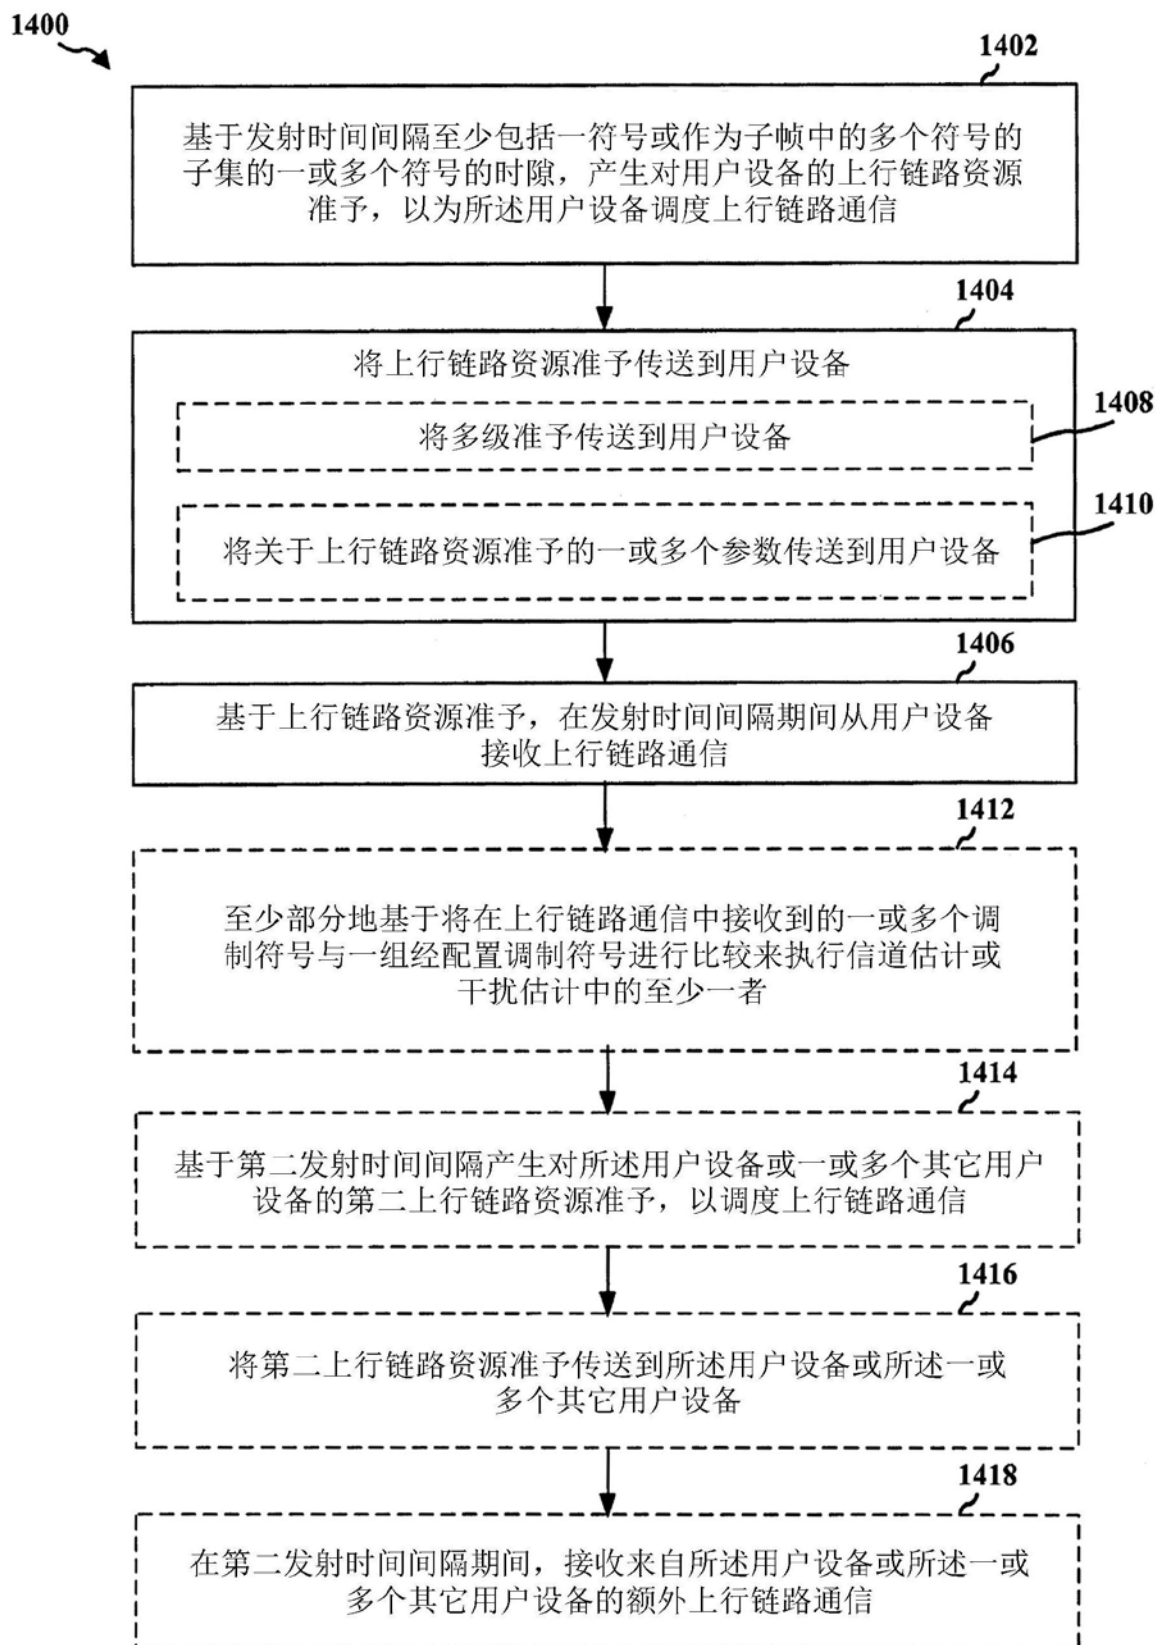 1400
1402
基于发射时间间隔至少包括一符号或作为子帧中的多个符号的
子集的一或多个符号的时隙，产生对用户设备的上行链路资源
准予，以为所述用户设备调度上行链路通信
1404
将上行链路资源准予传送到用户设备
1408
将多级准予传送到用户设备
1410
将关于上行链路资源准予的一或多个参数传送到用户设备
1406
基于上行链路资源准予，在发射时间间隔期间从用户设备
接收上行链路通信
1412
至少部分地基于将在上行链路通信中接收到的一或多个调
制符号与一组经配置调制符号进行比较来执行信道估计或
干扰估计中的至少一者
1414
基于第二发射时间间隔产生对所述用户设备或一或多个其它用户
设备的第二上行链路资源准予，以调度上行链路通信
1416
将第二上行链路资源准予传送到所述用户设备或所述一或
多个其它用户设备
1418
在第二发射时间间隔期间，接收来自所述用户设备或所述一或
多个其它用户设备的额外上行链路通信